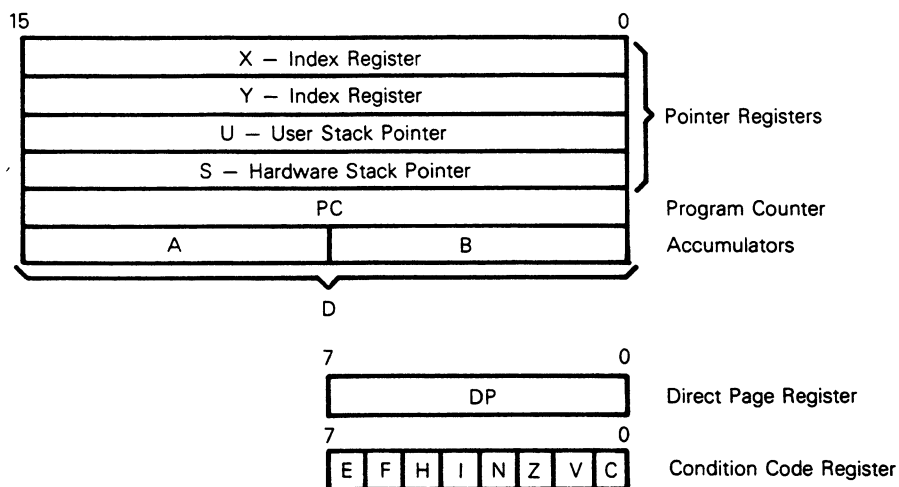 15 0
X – Index Register
Y – Index Register
U – User Stack Pointer
S – Hardware Stack Pointer
Pointer Registers
PC Program Counter
A B Accumulators
D
7 0
DP Direct Page Register
7 0
E F H I N Z V C Condition Code Register